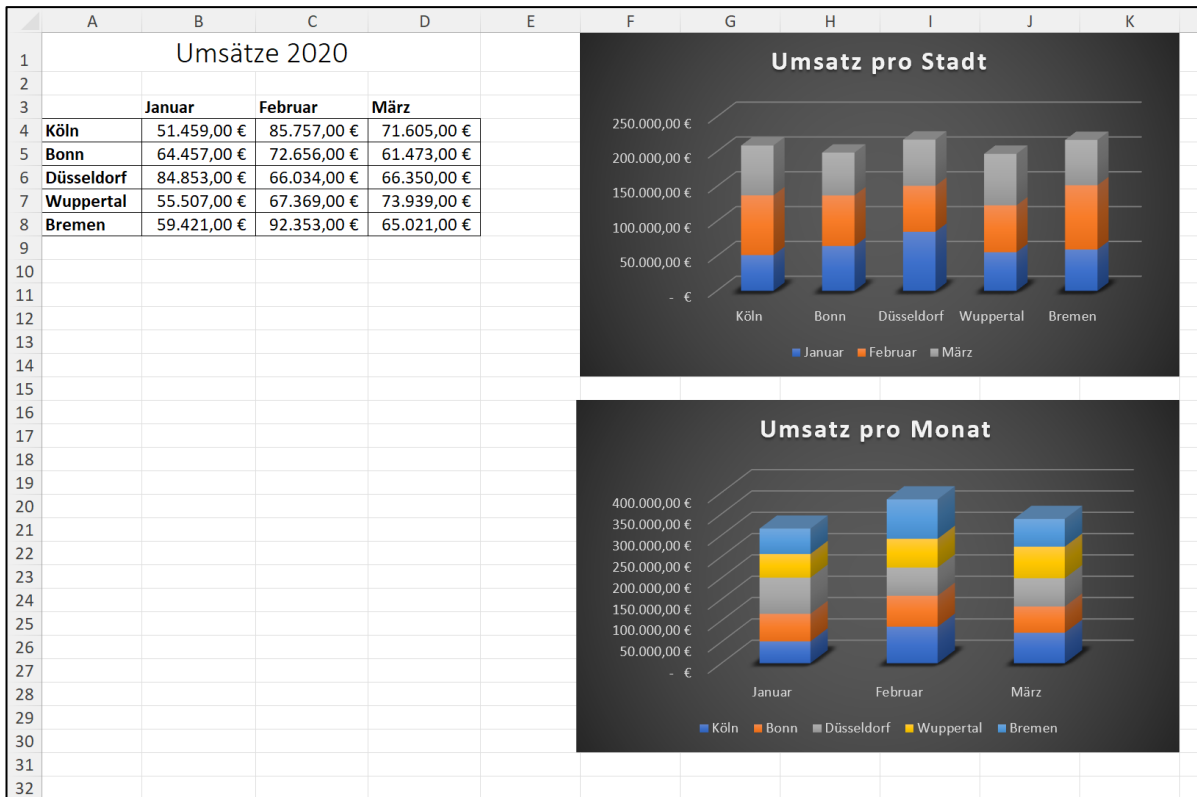 A B C D E F G H I J K
1 Umsätze 2020
2
3 Januar Februar März
4 Köln 51.459,00 € 85.757,00 € 71.605,00 €
5 Bonn 64.457,00 € 72.656,00 € 61.473,00 €
6 Düsseldorf 84.853,00 € 66.034,00 € 66.350,00 €
7 Wuppertal 55.507,00 € 67.369,00 € 73.939,00 €
8 Bremen 59.421,00 € 92.353,00 € 65.021,00 €
9
10
11
12
13
14
15
16
17
18
19
20
21
22
23
24
25
26
27
28
29
30
31
32
Umsatz pro Stadt
250.000,00 €
200.000,00 €
150.000,00 €
100.000,00 €
50.000,00 €
- €
Köln Bonn Düsseldorf Wuppertal Bremen
Januar Februar März
Umsatz pro Monat
400.000,00 €
350.000,00 €
300.000,00 €
250.000,00 €
200.000,00 €
150.000,00 €
100.000,00 €
50.000,00 €
- €
Januar Februar März
Köln Bonn Düsseldorf Wuppertal Bremen